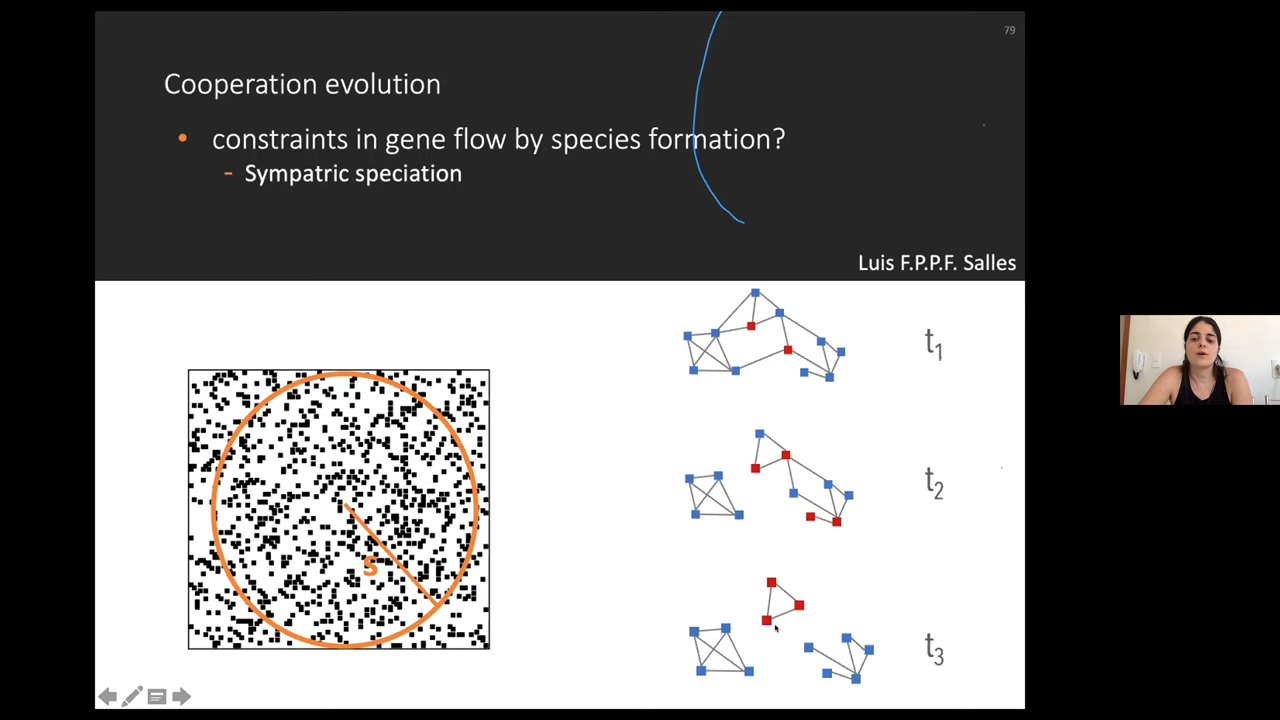 79
Cooperation evolution
• constraints in gene flow by species formation?
- Sympatric speciation
Luis F.P.P.F. Salles
t1
t2
s
t3